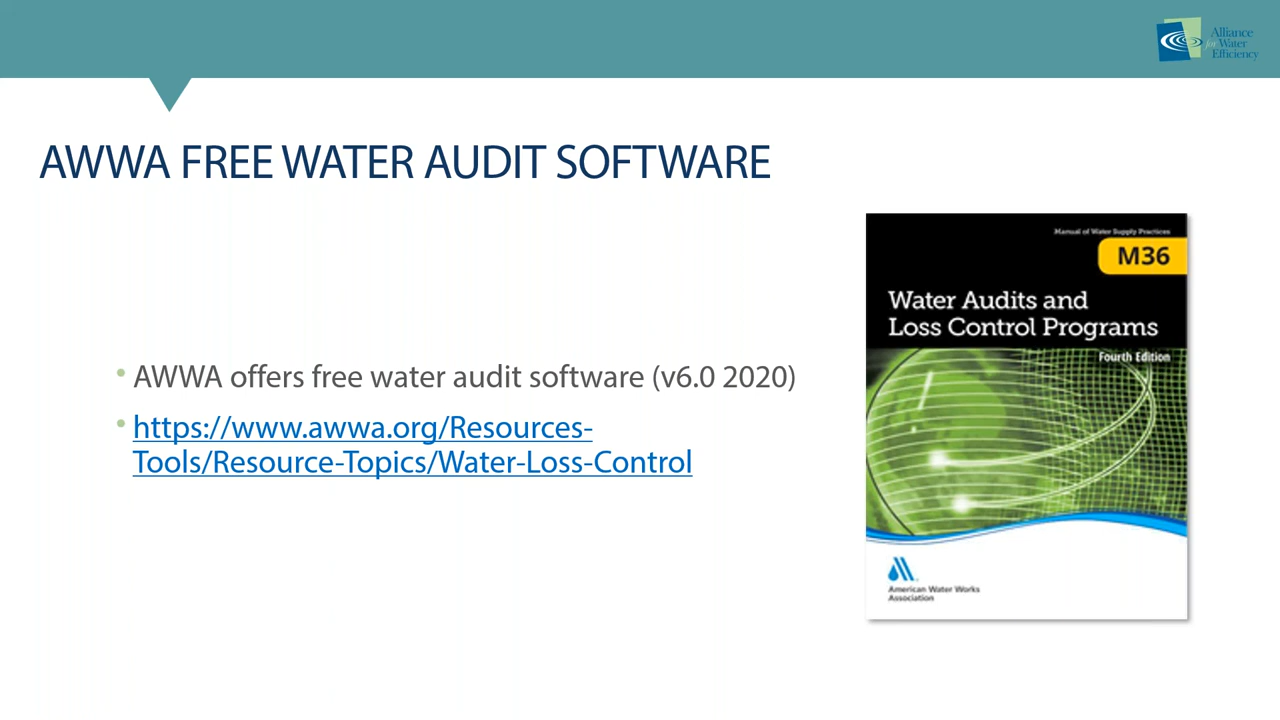 Alliance
for Water
Efficiency
AWWA FREE WATER AUDIT SOFTWARE
• AWWA offers free water audit software (v6.0 2020)
• https://www.awwa.org/Resources-
Tools/Resource-Topics/Water-Loss-Control
Manual of Water Supply Practices
M36
Water Audits and
Loss Control Programs
Fourth Edition
American Water Works
Association